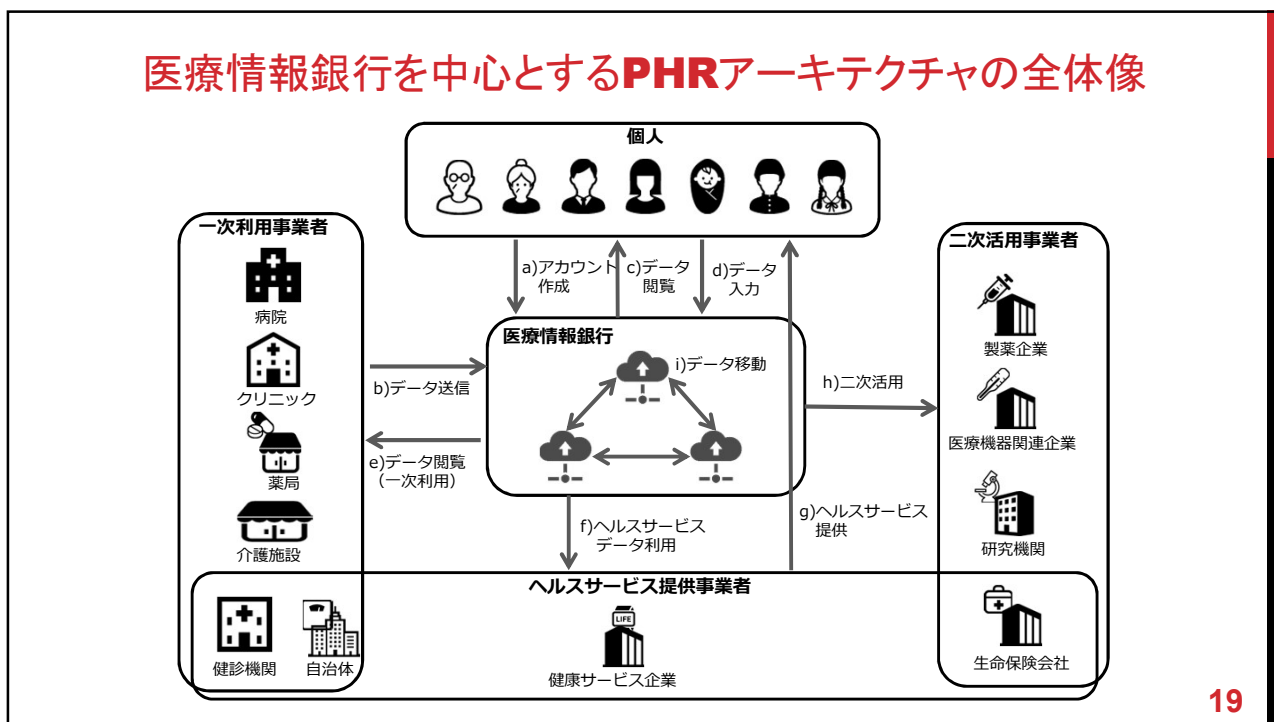 医療情報銀行を中心とするPHRアーキテクチャの全体像
個人
一次利用事業者
病院
クリニック
薬局
介護施設
健診機関
自治体
a)アカウント
作成
c)データ
閲覧
d)データ
入力
医療情報銀行
i)データ移動
b)データ送信
e)データ閲覧
(一次利用)
f)ヘルスサービス
データ利用
g)ヘルスサービス
提供
h)二次活用
二次活用事業者
製薬企業
医療機器関連企業
研究機関
生命保険会社
ヘルスサービス提供事業者
LIFE
健康サービス企業
19